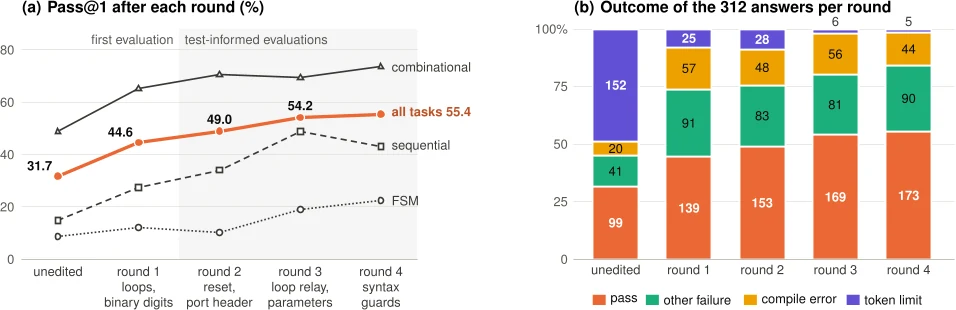 (a) Pass@1 after each round (%)
first evaluation
test-informed evaluations
80
60
40
20
0
combinational
all tasks 55.4
sequential
FSM
31.7
44.6
49.0
54.2
unedited
round 1
loops,
binary digits
round 2
reset,
port header
round 3
loop relay,
parameters
round 4
syntax
guards
(b) Outcome of the 312 answers per round
100%
75
50
25
0
152
20
41
99
25
57
91
139
28
48
83
153
6
56
81
169
5
44
90
173
unedited
round 1
round 2
round 3
round 4
pass
other failure
compile error
token limit